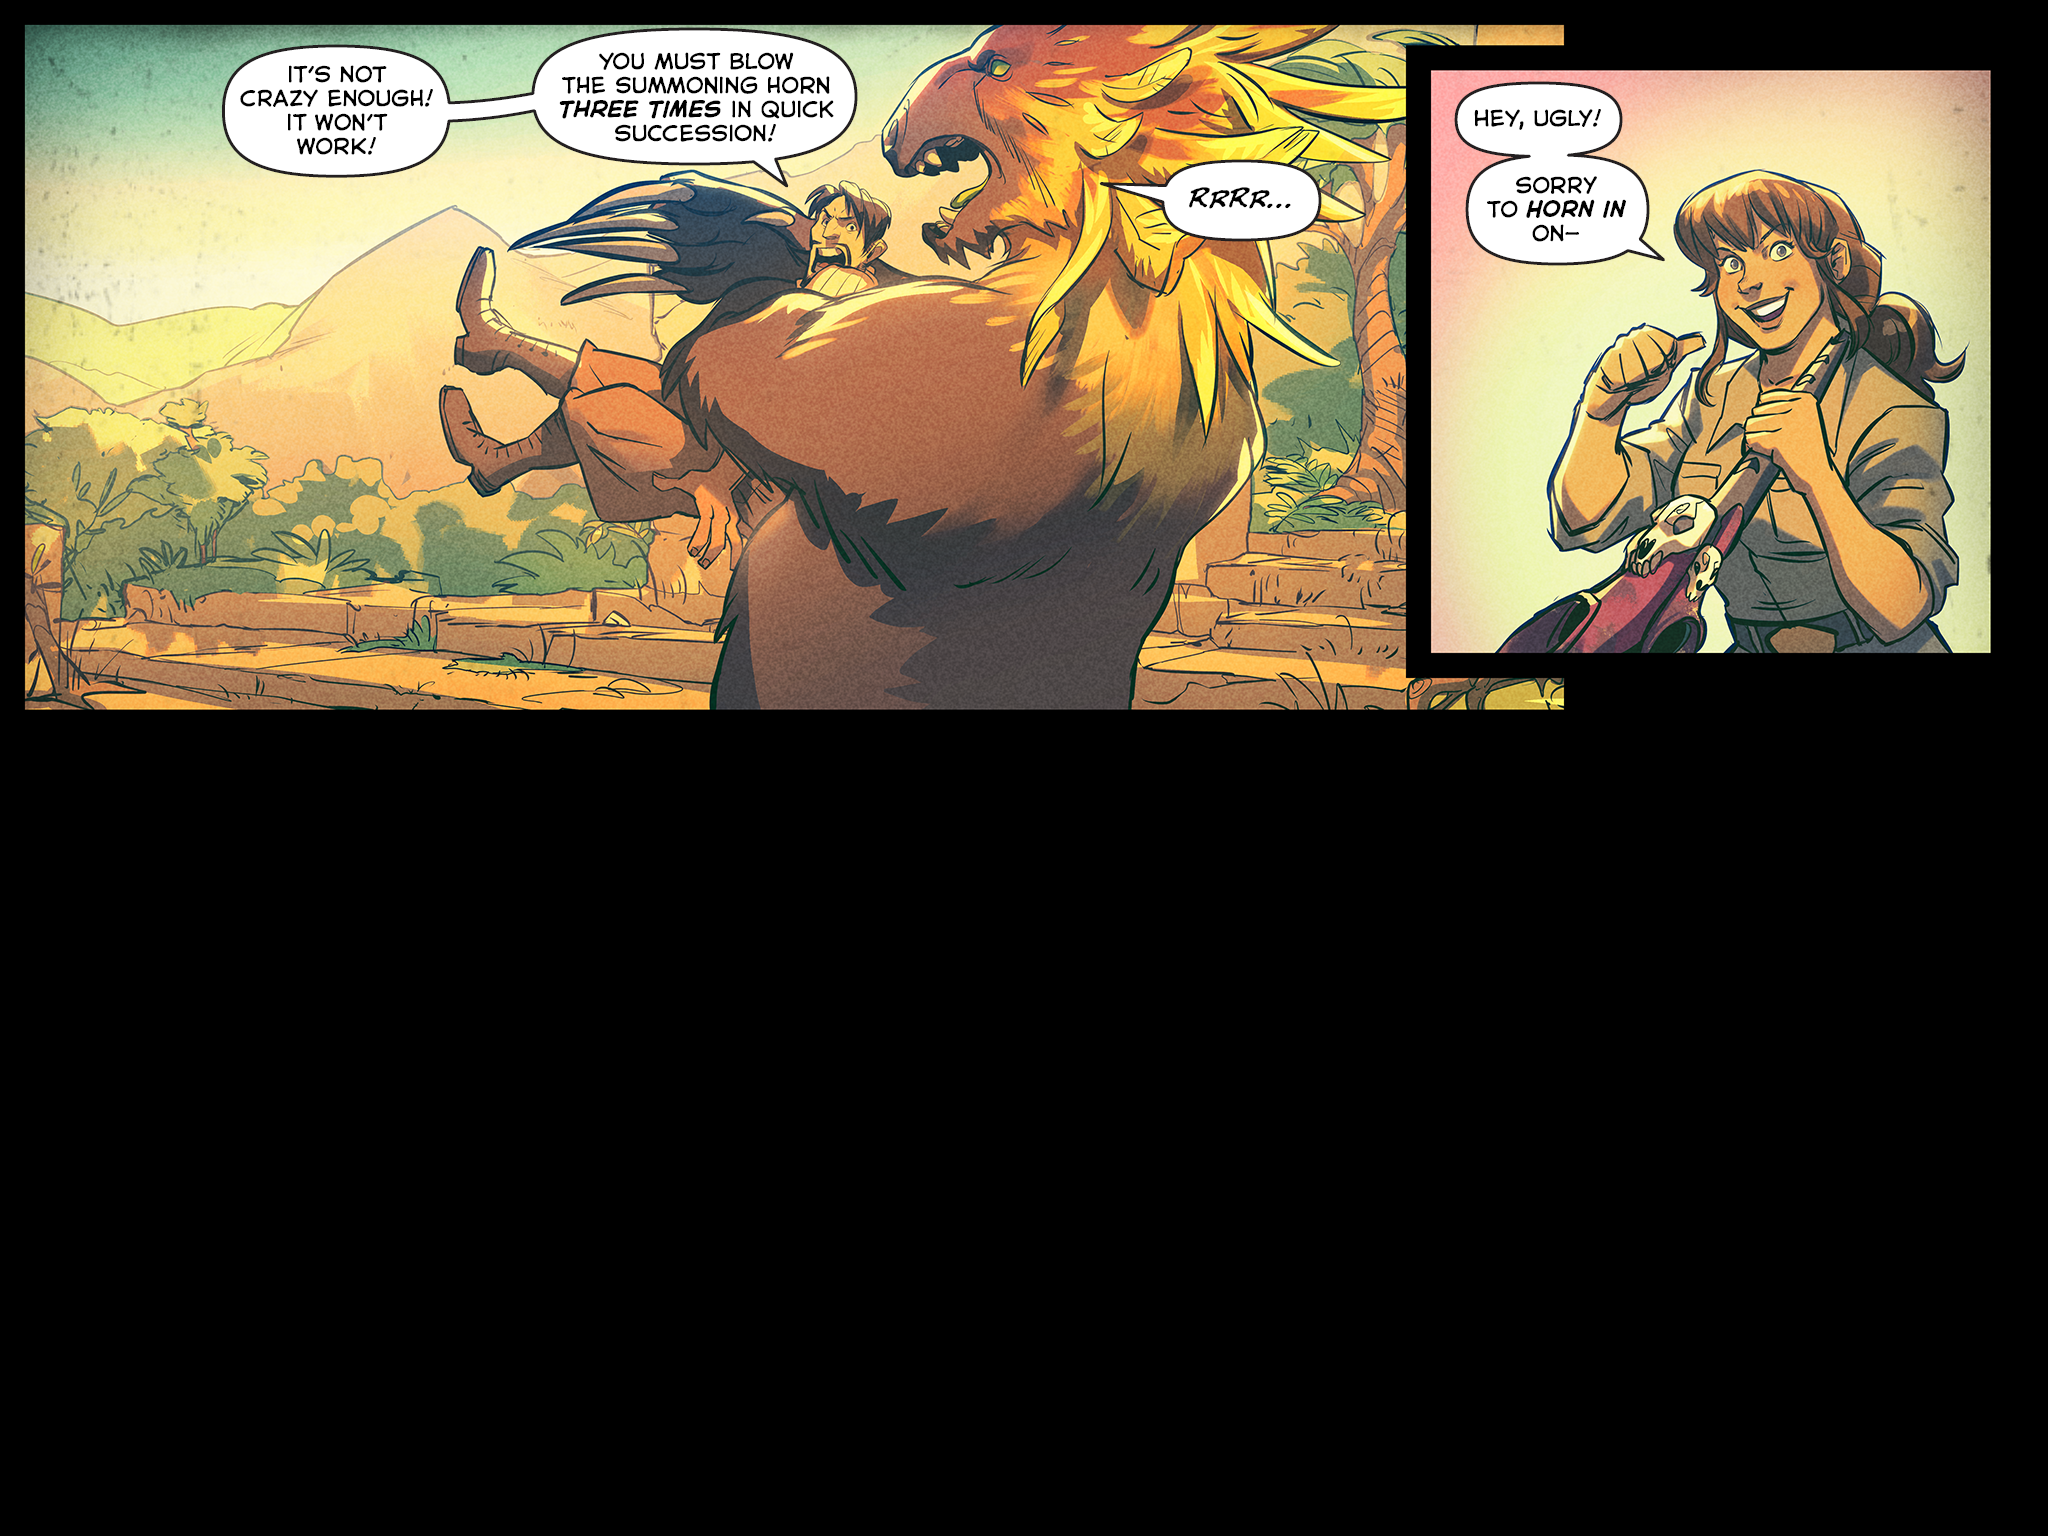 IT'S NOT
CRAZY ENOUGH!
IT WON'T
WORK!
YOU MUST BLOW
THE SUMMONING HORN
THREE TIMES IN QUICK
SUCCESSION!
RRRR...
HEY, UGLY!
SORRY
TO HORN IN
ON—